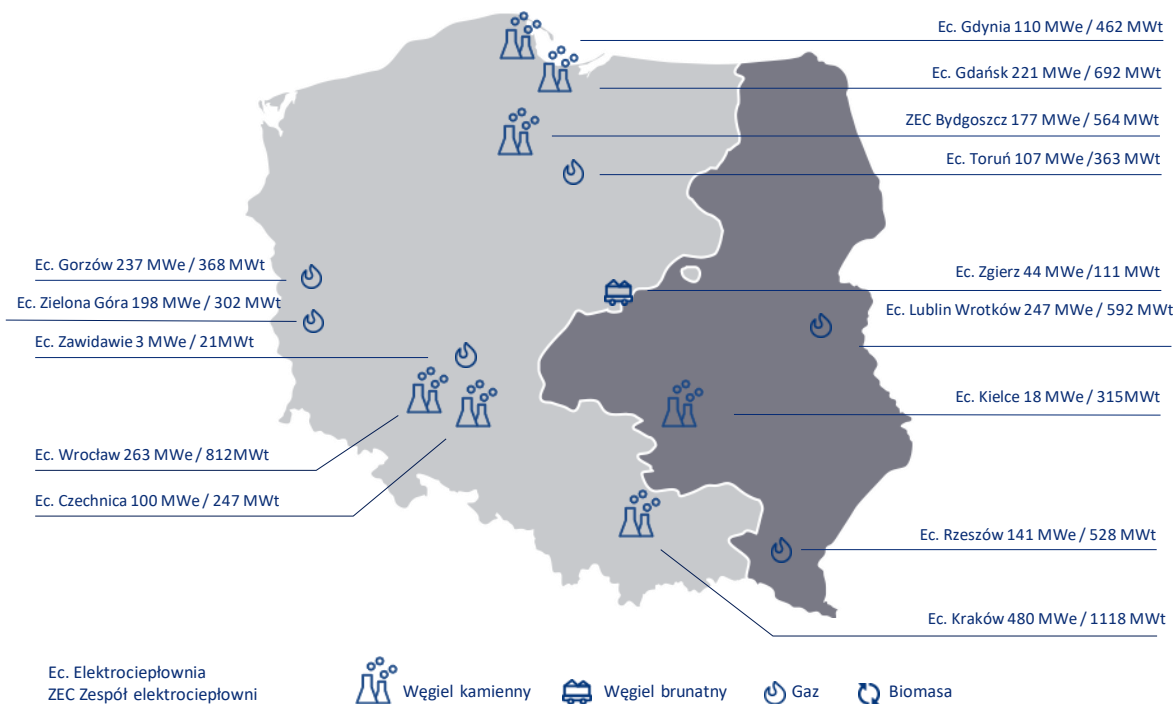 Ec. Gdynia 110 MWe / 462 MWt
Ec. Gdańsk 221 MWe / 692 MWt
ZEC Bydgoszcz 177 MWe / 564 MWt
Ec. Toruń 107 MWe /363 MWt
Ec. Gorzów 237 MWe / 368 MWt
Ec. Zielona Góra 198 MWe / 302 MWt
Ec. Zawidawie 3 MWe / 21MWt
Ec. Wrocław 263 MWe / 812MWt
Ec. Czechnica 100 MWe / 247 MWt
Ec. Zgierz 44 MWe /111 MWt
Ec. Lublin Wrotków 247 MWe / 592 MWt
Ec. Kielce 18 MWe / 315MWt
Ec. Rzeszów 141 MWe / 528 MWt
Ec. Kraków 480 MWe / 1118 MWt
Ec. Elektrociepłownia
ZEC Zespół elektrociepłowni
Węgiel kamienny
Węgiel brunatny
Gaz
Biomasa